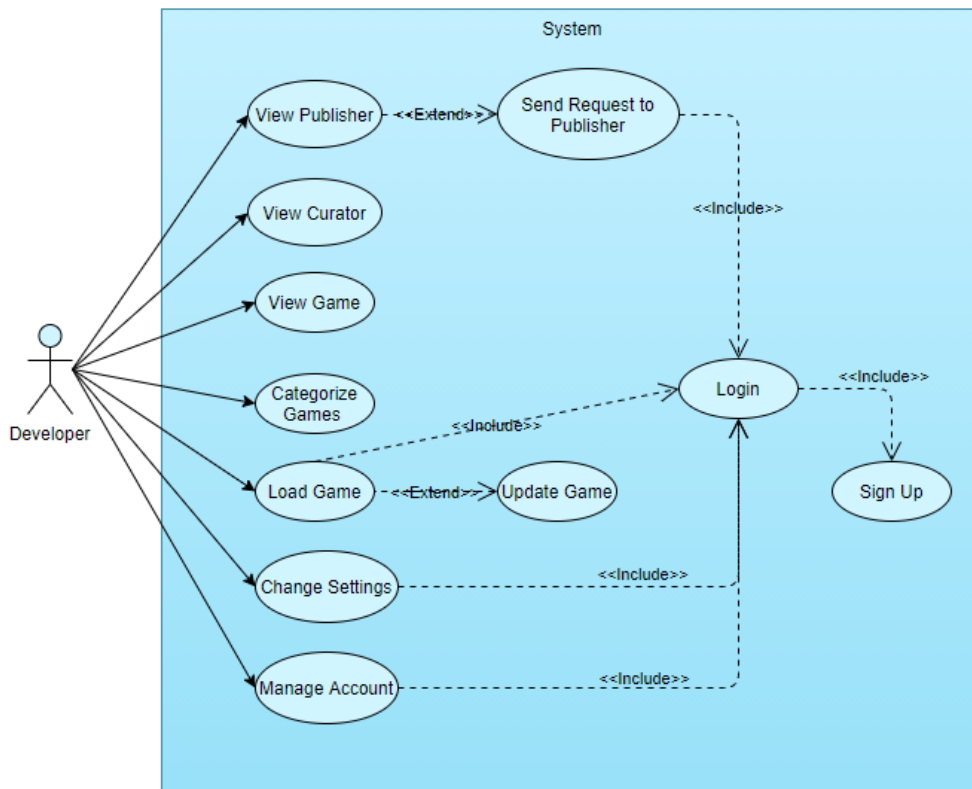 System
View Publisher
<<Extend>>
Send Request to
Publisher
<<Include>>
View Curator
View Game
Categorize
Games
Developer
Login
<<Include>>
<<Include>>
Load Game
<<Extend>>
Update Game
Sign Up
Change Settings
<<Include>>
Manage Account
<<Include>>